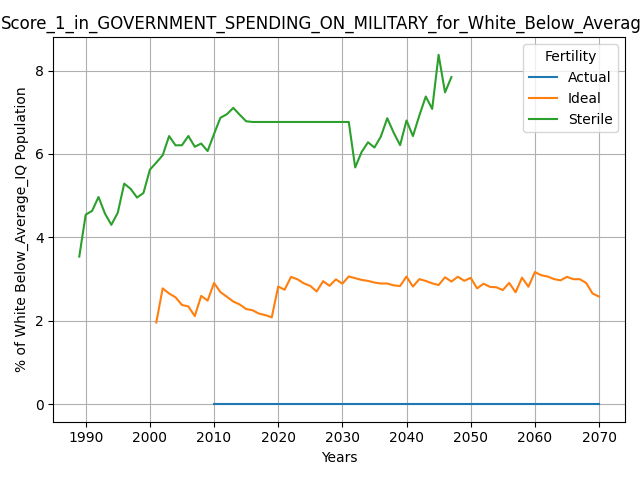 Score_1_in_GOVERNMENT_SPENDING_ON_MILITARY_for_White_Below_Averag
% of White Below_Average_IQ Population
8
6
4
2
0
Fertility
Actual
Ideal
Sterile
1990 2000 2010 2020 2030 2040 2050 2060 2070
Years